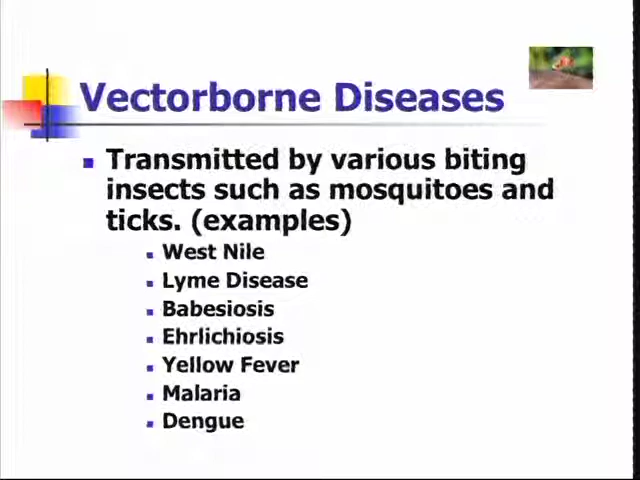 Vectorborne Diseases
Transmitted by various biting
insects such as mosquitoes and
ticks. (examples)
West Nile
Lyme Disease
Babesiosis
Ehrlichiosis
Yellow Fever
Malaria
Dengue